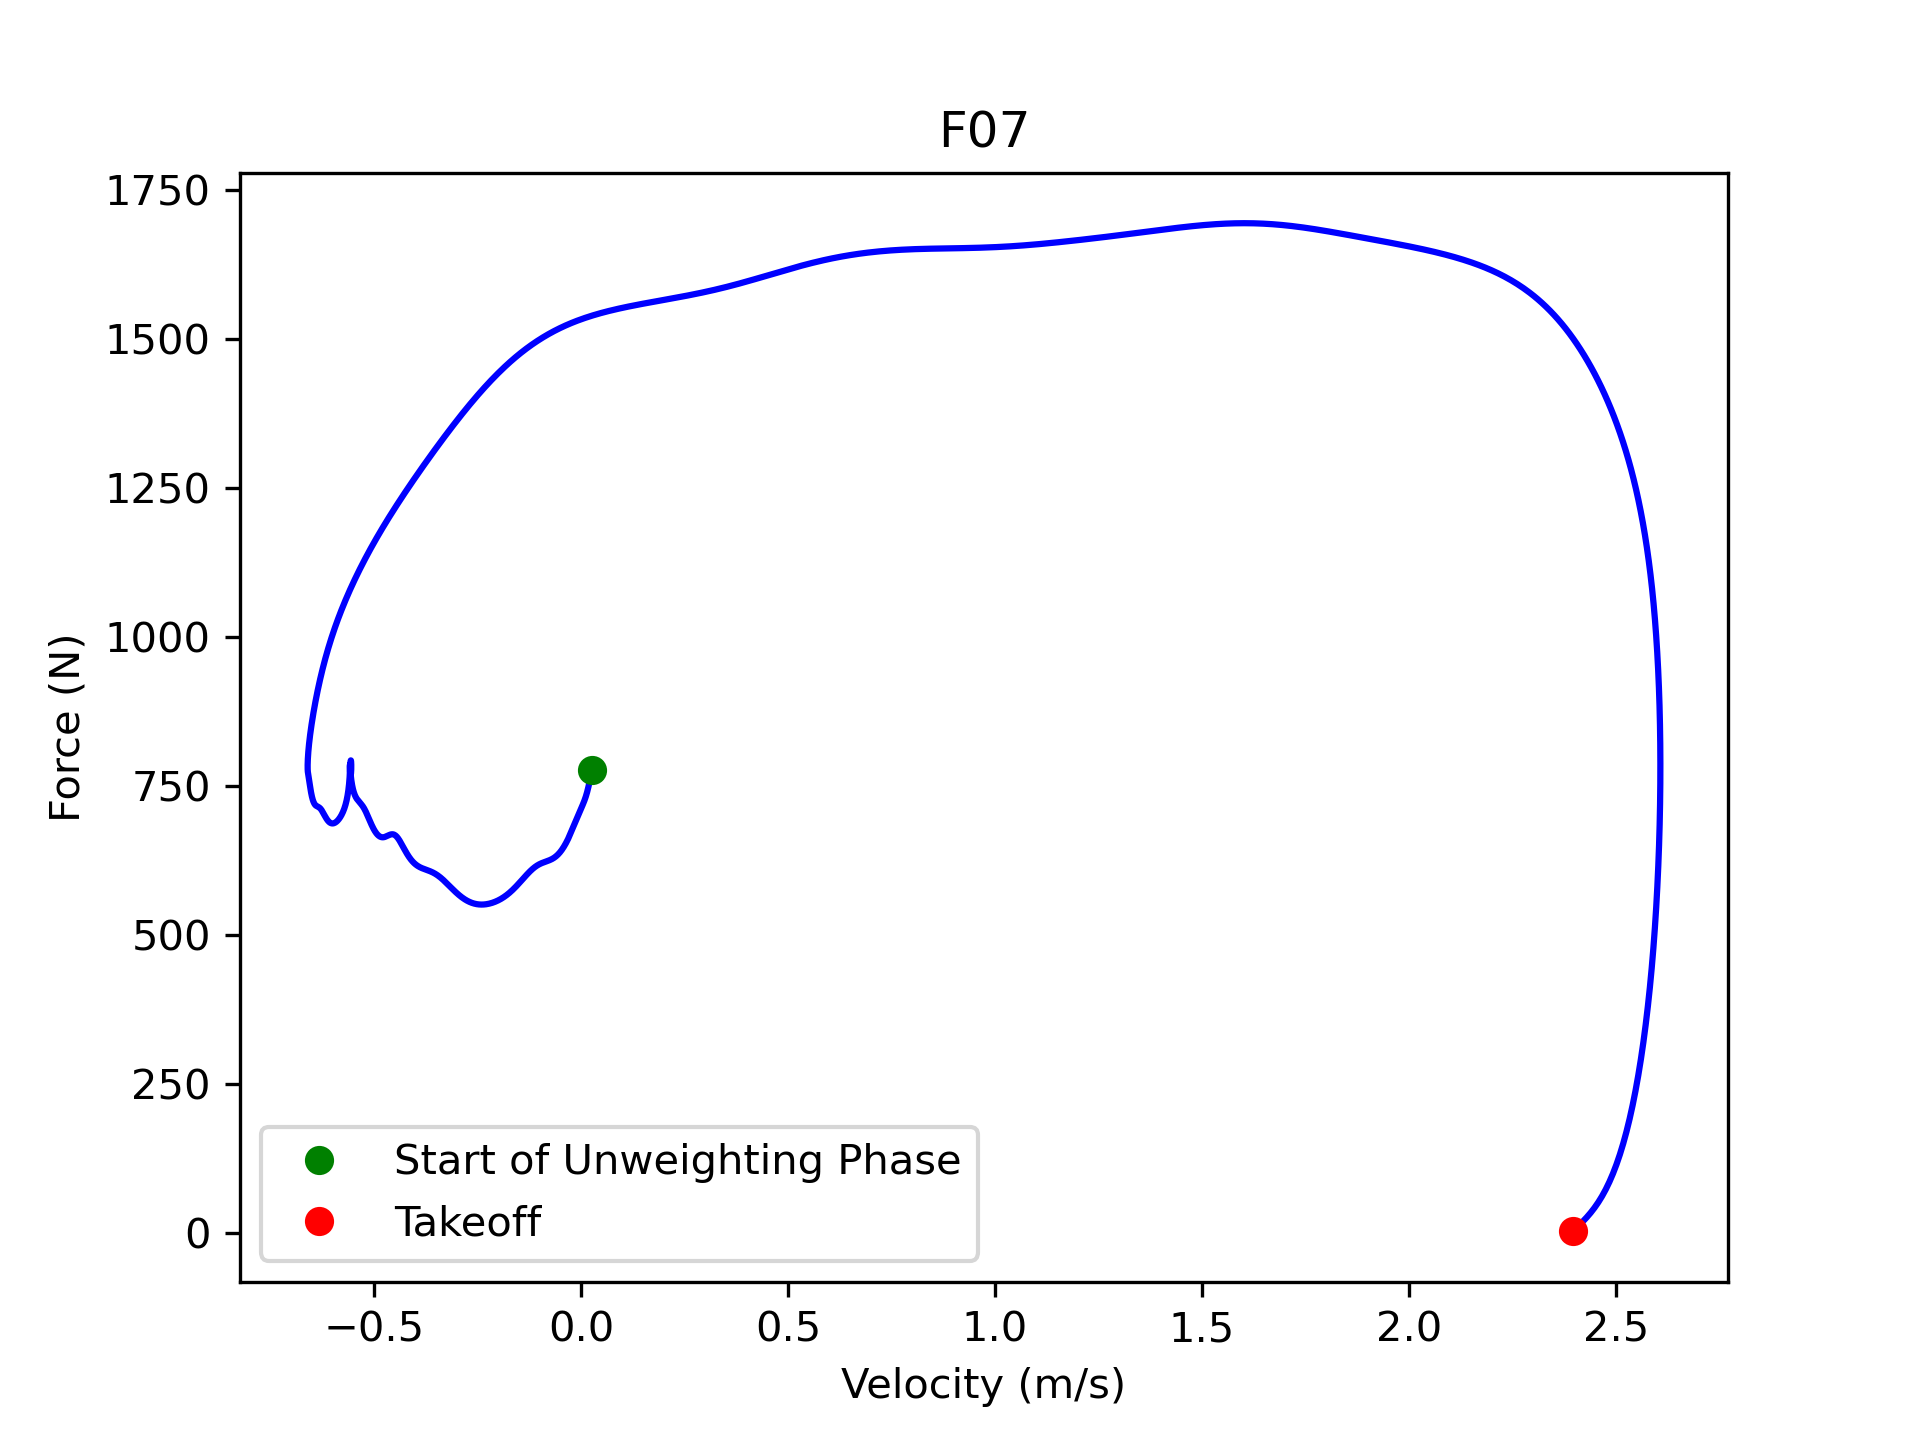 F07
1750
1500
1250
1000
750
500
250
0
Force (N)
Start of Unweighting Phase
Takeoff
−0.5 0.0 0.5 1.0 1.5 2.0 2.5
Velocity (m/s)